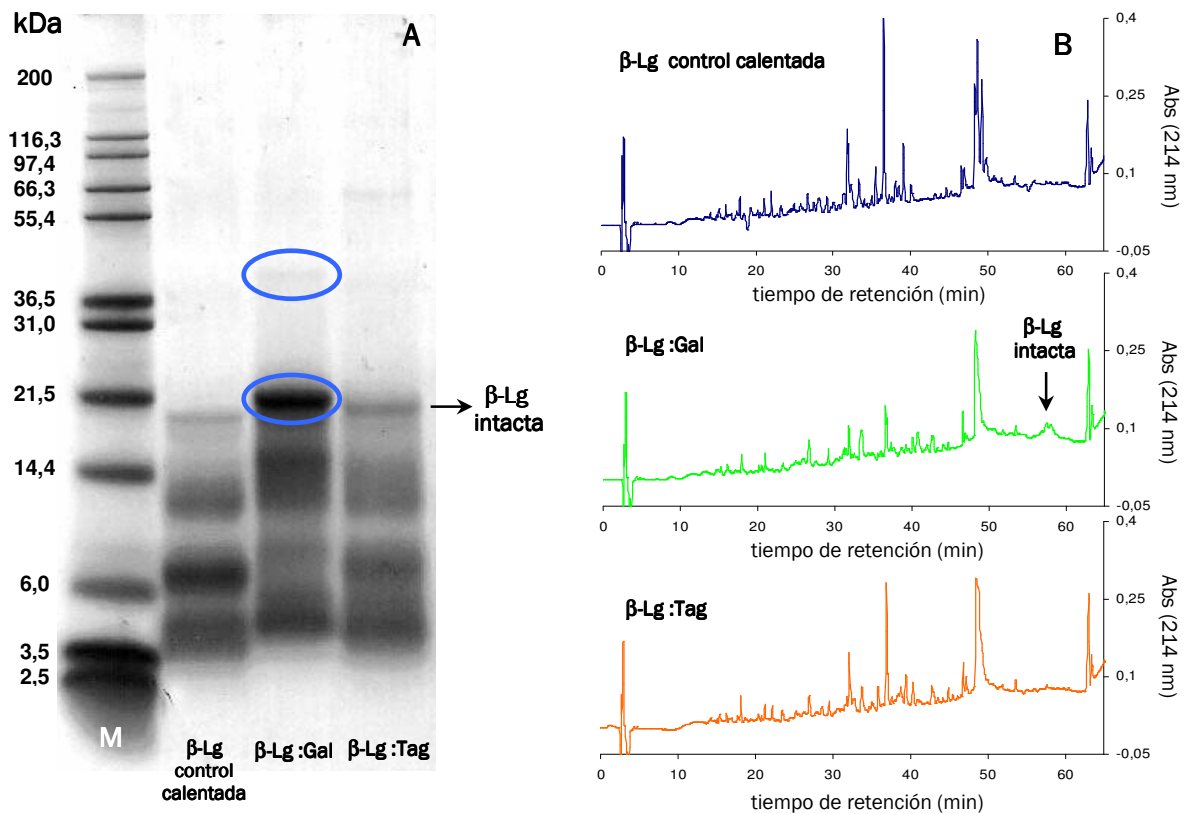 kDa
A
200
116,3
97,4
66,3
55,4
36,5
31,0
21,5
14,4
6,0
3,5
2,5
β-Lg
intacta
M
β-Lg
control
calentada
β-Lg :Gal
β-Lg :Tag
B
β-Lg control calentada
0,4
0,25
0,1
-0,05
Abs (214 nm)
0 10 20 30 40 50 60
tiempo de retención (min)
β-Lg :Gal
β-Lg
intacta
0,4
0,25
0,1
-0,05
Abs (214 nm)
0 10 20 30 40 50 60
tiempo de retención (min)
β-Lg :Tag
0,4
0,25
0,1
-0,05
Abs (214 nm)
0 10 20 30 40 50 60
tiempo de retención (min)